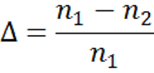 Δ = (n₁ − n₂) / n₁